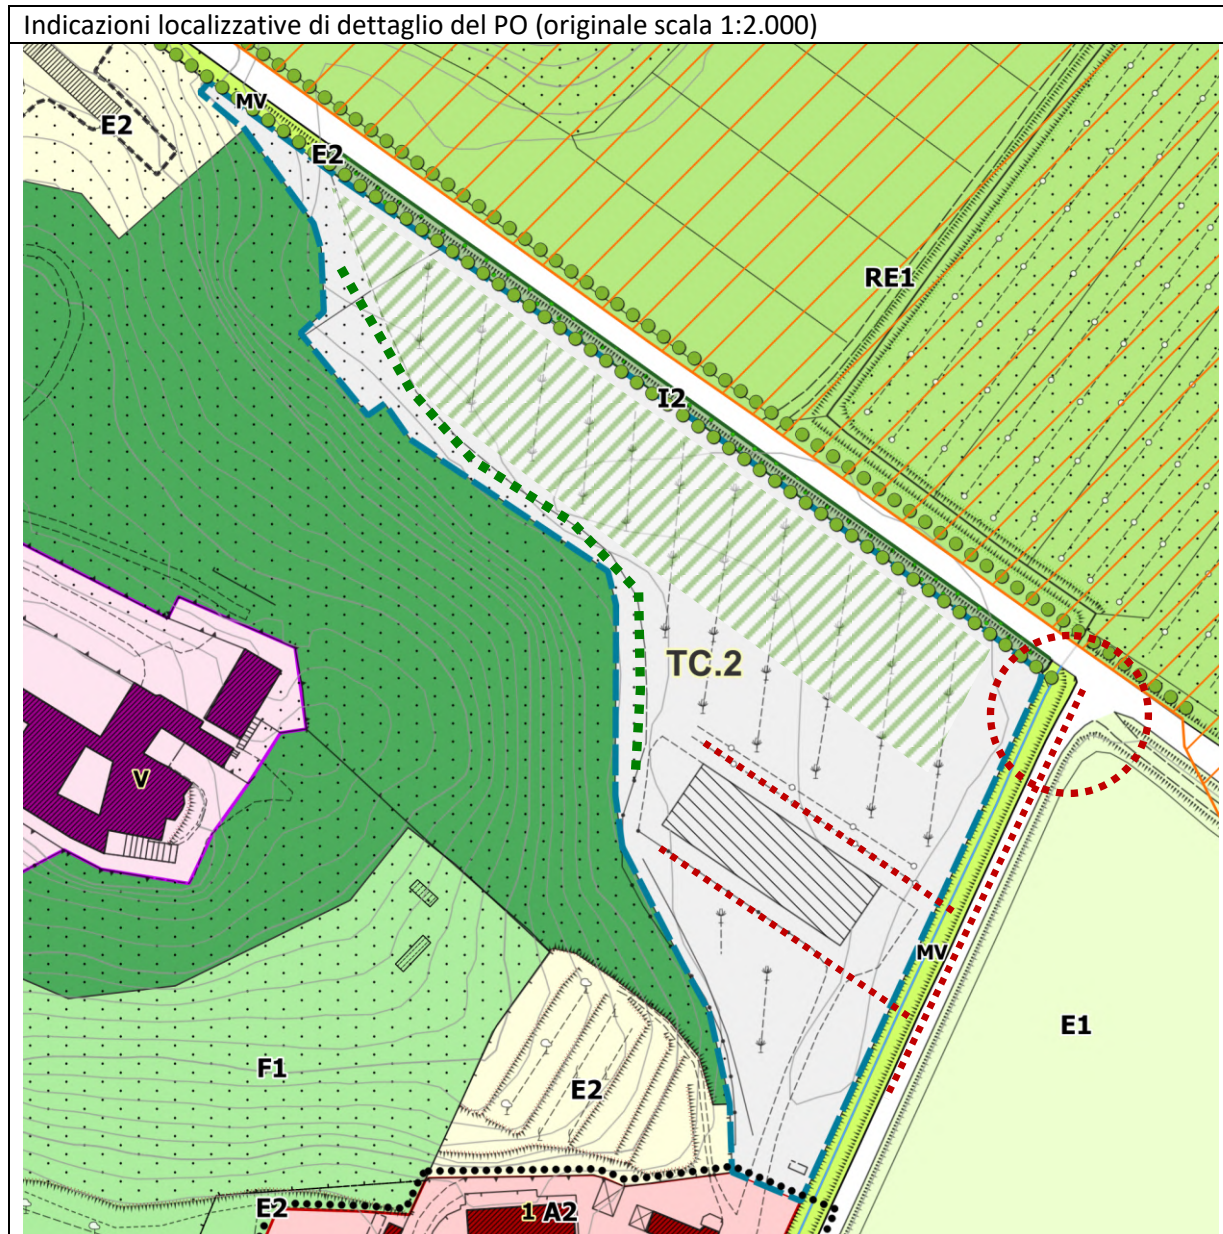 Indicazioni localizzative di dettaglio del PO (originale scala 1:2.000)
MV
E2
E2
RE1
I2
TC.2
V
MV
E1
F1
E2
E2
1 A2